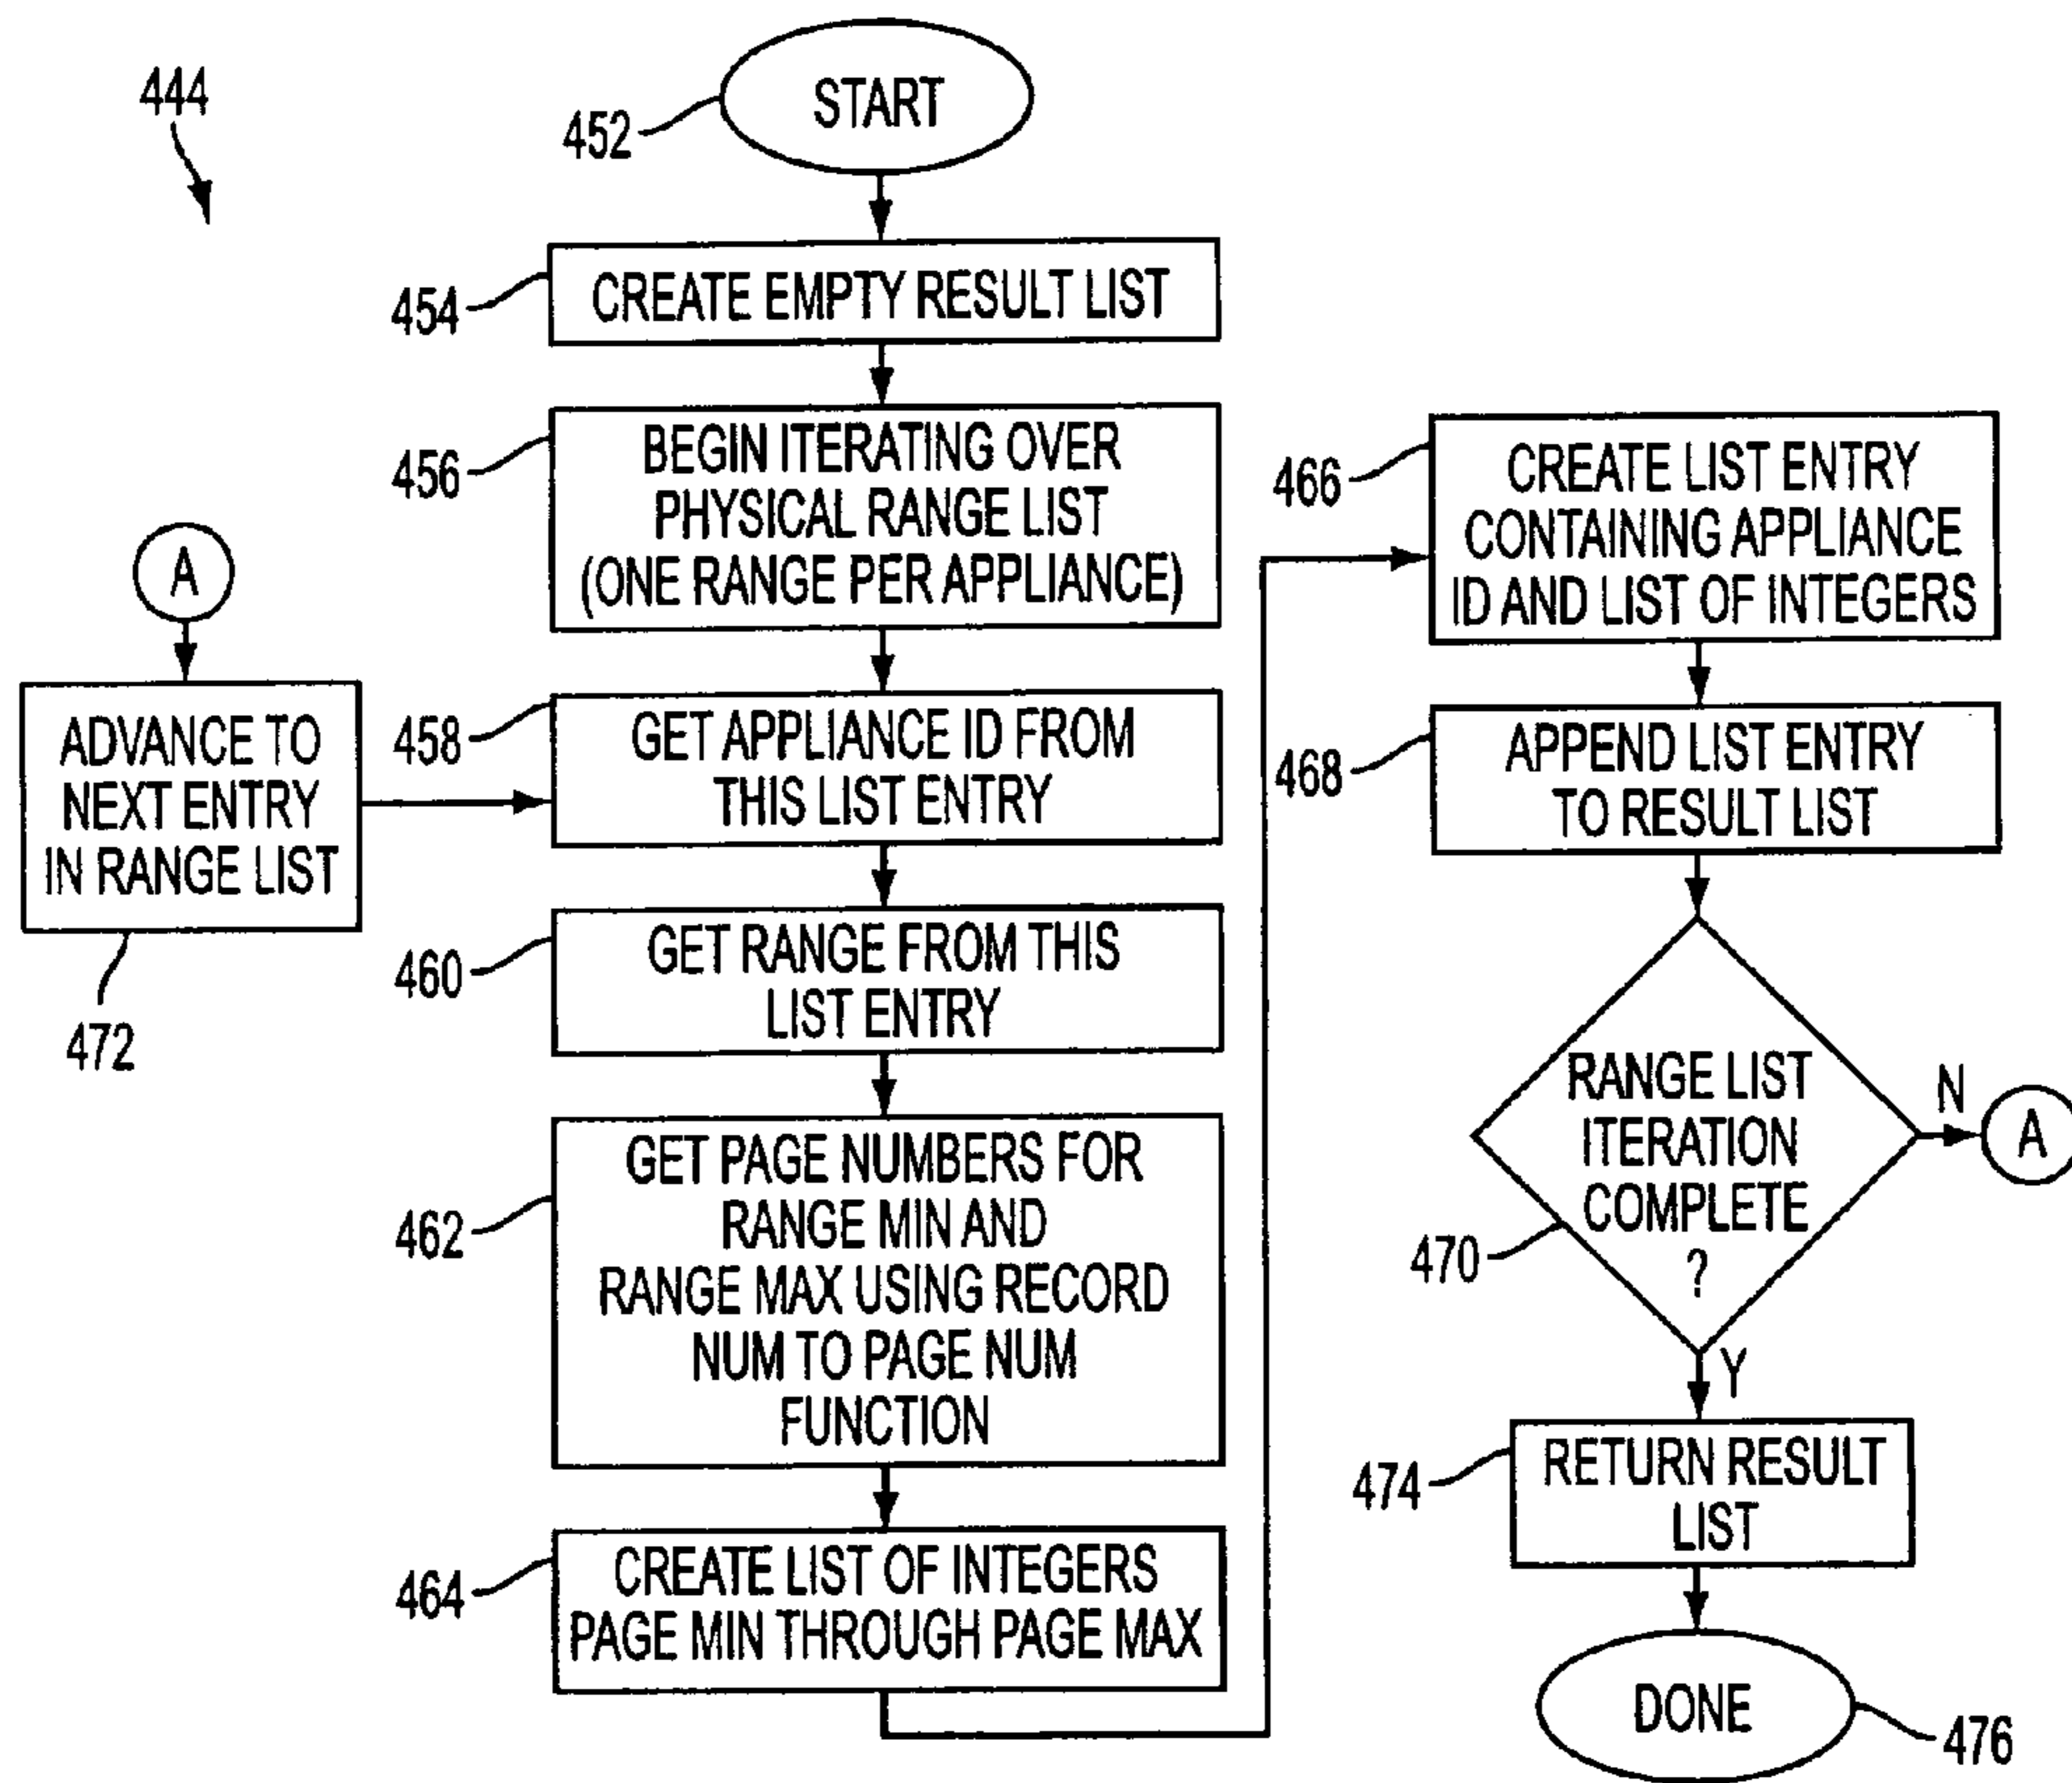 444
START
452
CREATE EMPTY RESULT LIST
454
BEGIN ITERATING OVER
PHYSICAL RANGE LIST
(ONE RANGE PER APPLIANCE)
456
A
ADVANCE TO
NEXT ENTRY
IN RANGE LIST
472
GET APPLIANCE ID FROM
THIS LIST ENTRY
458
GET RANGE FROM THIS
LIST ENTRY
460
GET PAGE NUMBERS FOR
RANGE MIN AND
RANGE MAX USING RECORD
NUM TO PAGE NUM
FUNCTION
462
CREATE LIST OF INTEGERS
PAGE MIN THROUGH PAGE MAX
464
CREATE LIST ENTRY
CONTAINING APPLIANCE
ID AND LIST OF INTEGERS
466
APPEND LIST ENTRY
TO RESULT LIST
468
RANGE LIST
ITERATION
COMPLETE
?
470
N
A
Y
RETURN RESULT
LIST
474
DONE
476